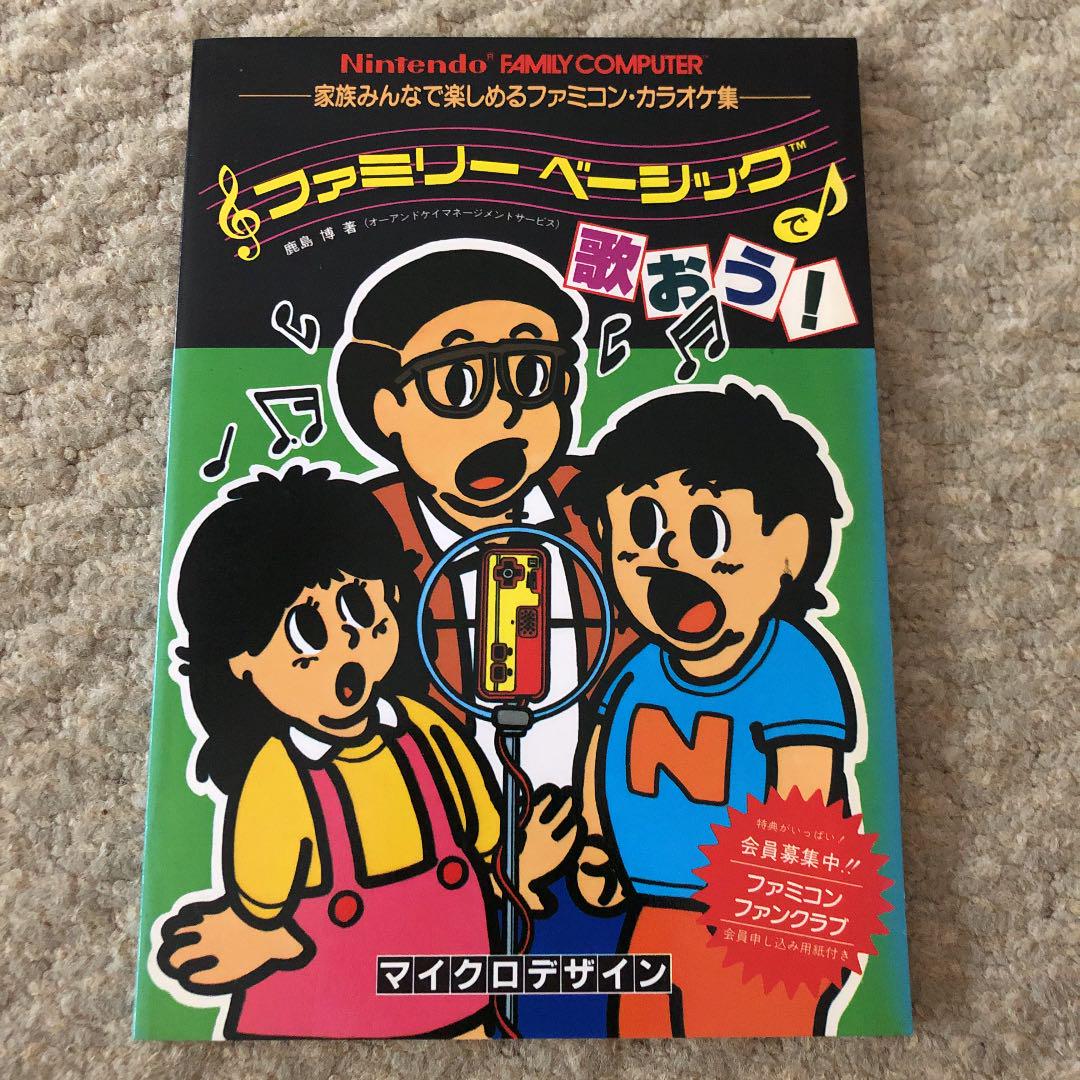 Nintendo® FAMILY COMPUTER™
家族みんなで楽しめるファミコン・カラオケ集
ファミリー ベーシック™で
鹿島 博 著 (オーアンドケイマネージメントサービス)
歌おう!
N
特典がいっぱい!
会員募集中!!
ファミコン
ファンクラブ
会員申し込み用紙付き
マイクロデザイン